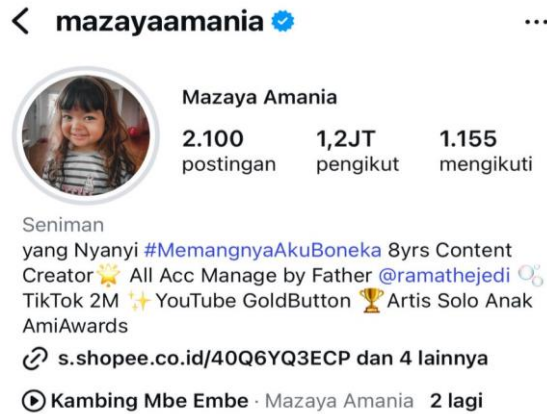 mazayaamania
Mazaya Amania
2.100 1,2JT 1.155
postingan pengikut mengikuti
Seniman
yang Nyanyi #MemangnyaAkuBoneka 8yrs Content
Creator🌟 All Acc Manage by Father @ramathejedi 🫧
TikTok 2M ✨YouTube GoldButton 🏆Artis Solo Anak
AmiAwards
s.shopee.co.id/40Q6YQ3ECP dan 4 lainnya
Kambing Mbe Embe · Mazaya Amania 2 lagi